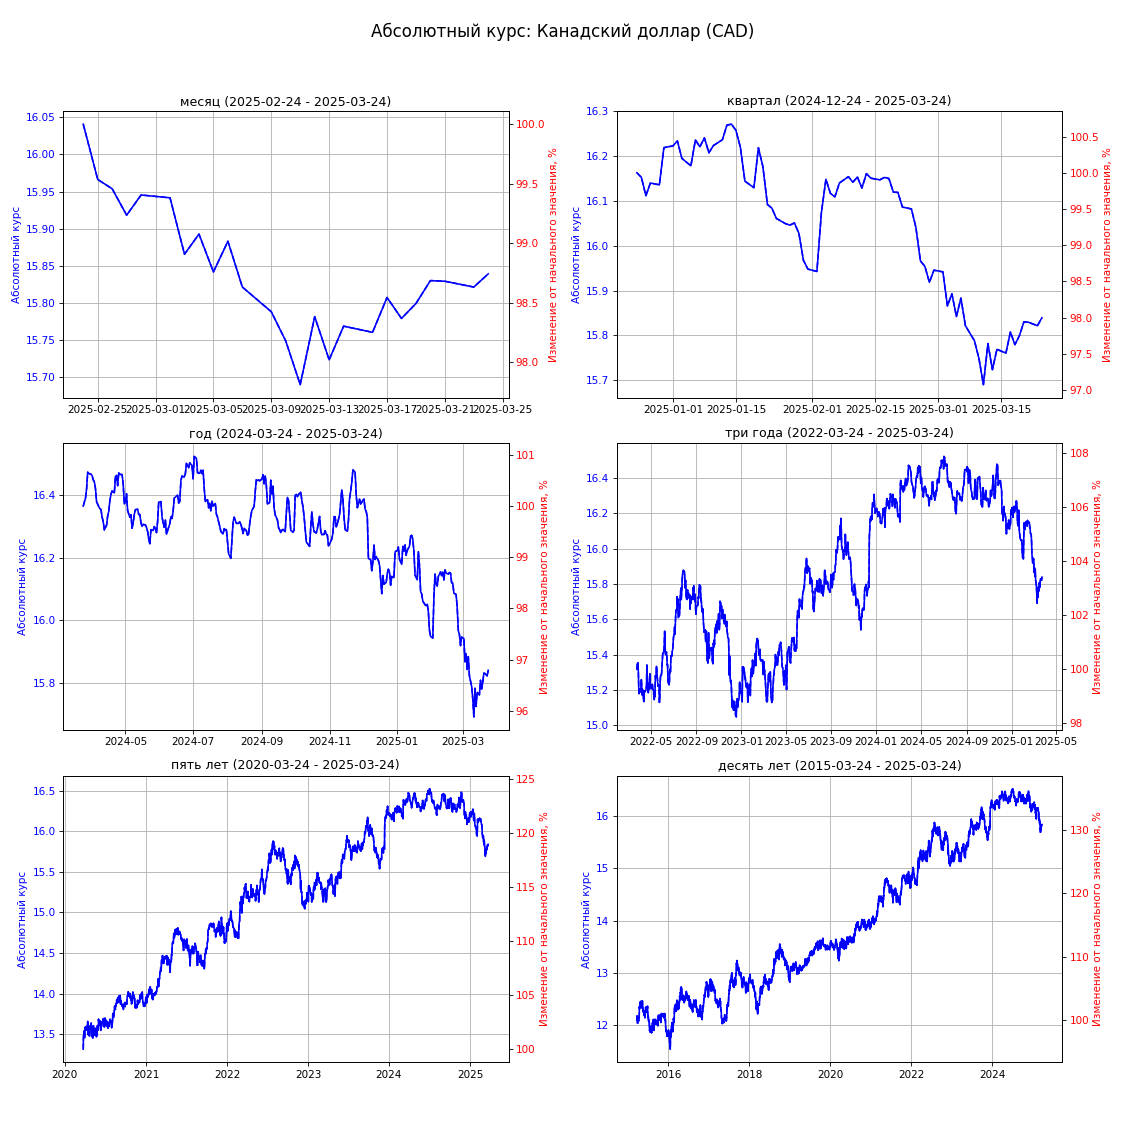 Абсолютный курс: Канадский доллар (CAD)
месяц (2025-02-24 - 2025-03-24)
Абсолютный курс
16.05
16.00
15.95
15.90
15.85
15.80
15.75
15.70
100.0
99.5
99.0
98.5
98.0
Изменение от начального значения, %
2025-02-25 2025-03-01 2025-03-05 2025-03-09 2025-03-13 2025-03-17 2025-03-21 2025-03-25
квартал (2024-12-24 - 2025-03-24)
Абсолютный курс
16.3
16.2
16.1
16.0
15.9
15.8
15.7
100.5
100.0
99.5
99.0
98.5
98.0
97.5
97.0
Изменение от начального значения, %
2025-01-01 2025-01-15 2025-02-01 2025-02-15 2025-03-01 2025-03-15
год (2024-03-24 - 2025-03-24)
Абсолютный курс
16.4
16.2
16.0
15.8
101
100
99
98
97
96
Изменение от начального значения, %
2024-05 2024-07 2024-09 2024-11 2025-01 2025-03
три года (2022-03-24 - 2025-03-24)
Абсолютный курс
16.4
16.2
16.0
15.8
15.6
15.4
15.2
15.0
108
106
104
102
100
98
Изменение от начального значения, %
2022-05 2022-09 2023-01 2023-05 2023-09 2024-01 2024-05 2024-09 2025-01 2025-05
пять лет (2020-03-24 - 2025-03-24)
Абсолютный курс
16.5
16.0
15.5
15.0
14.5
14.0
13.5
125
120
115
110
105
100
Изменение от начального значения, %
2020 2021 2022 2023 2024 2025
десять лет (2015-03-24 - 2025-03-24)
Абсолютный курс
16
15
14
13
12
130
120
110
100
Изменение от начального значения, %
2016 2018 2020 2022 2024